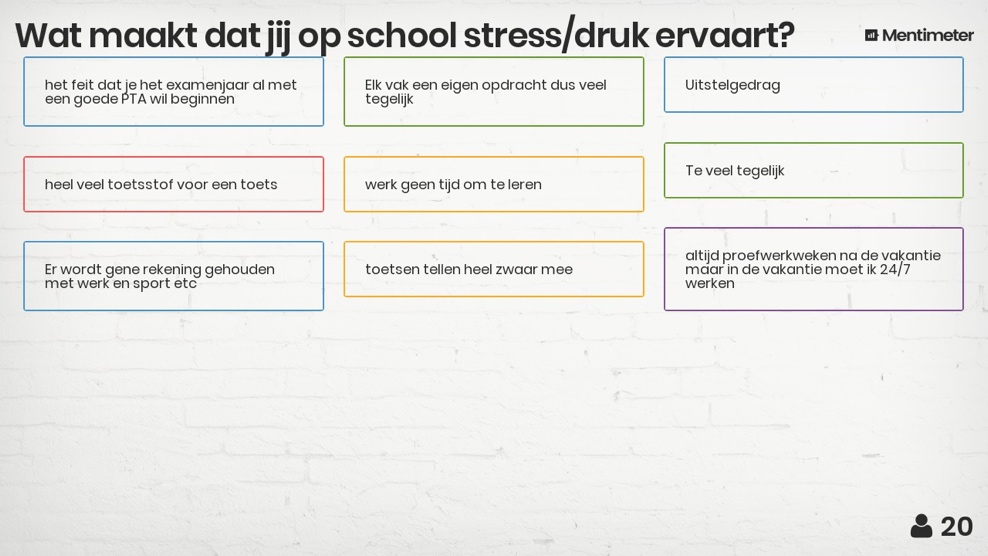 Wat maakt dat jij op school stress/druk ervaart?
Mentimeter
het feit dat je het examenjaar al met
een goede PTA wil beginnen
Elk vak een eigen opdracht dus veel
tegelijk
Uitstelgedrag
heel veel toetsstof voor een toets
werk geen tijd om te leren
Te veel tegelijk
Er wordt gene rekening gehouden
met werk en sport etc
toetsen tellen heel zwaar mee
altijd proefwerkweken na de vakantie
maar in de vakantie moet ik 24/7
werken
20